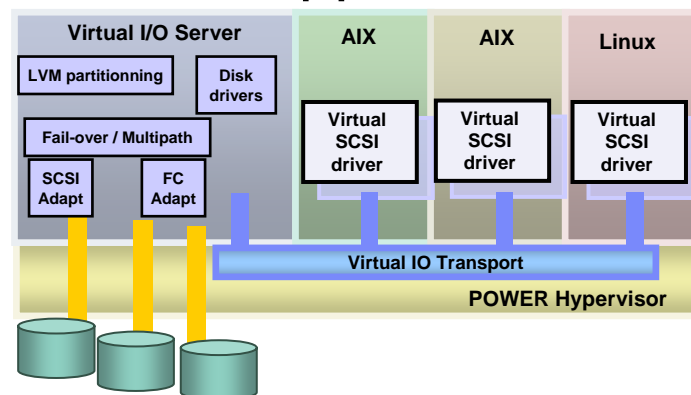 Virtual I/O Server
AIX
AIX
Linux
LVM partitionning
Disk
drivers
Fail-over / Multipath
SCSI
Adapt
FC
Adapt
Virtual
SCSI
driver
Virtual
SCSI
driver
Virtual
SCSI
driver
Virtual IO Transport
POWER Hypervisor